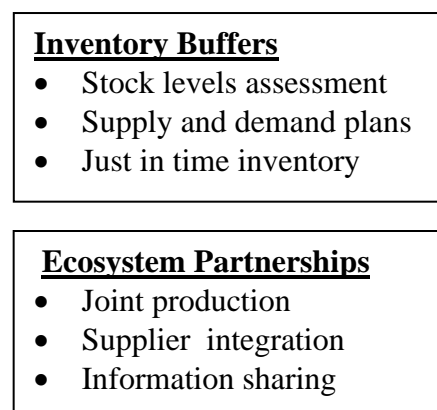 Inventory Buffers
• Stock levels assessment
• Supply and demand plans
• Just in time inventory
Ecosystem Partnerships
• Joint production
• Supplier integration
• Information sharing